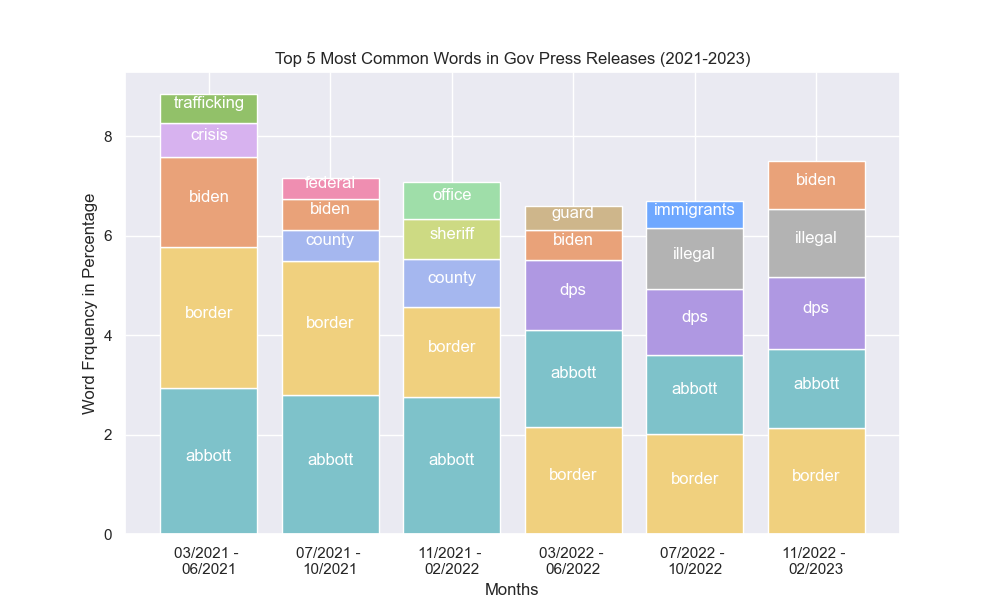 Top 5 Most Common Words in Gov Press Releases (2021-2023)
Word Frquency in Percentage
8
6
4
2
0
trafficking
crisis
biden
border
abbott
federal
biden
county
border
abbott
office
sheriff
county
border
abbott
guard
biden
dps
abbott
border
immigrants
illegal
dps
abbott
border
biden
illegal
dps
abbott
border
03/2021 -
06/2021
07/2021 -
10/2021
11/2021 -
02/2022
03/2022 -
06/2022
07/2022 -
10/2022
11/2022 -
02/2023
Months